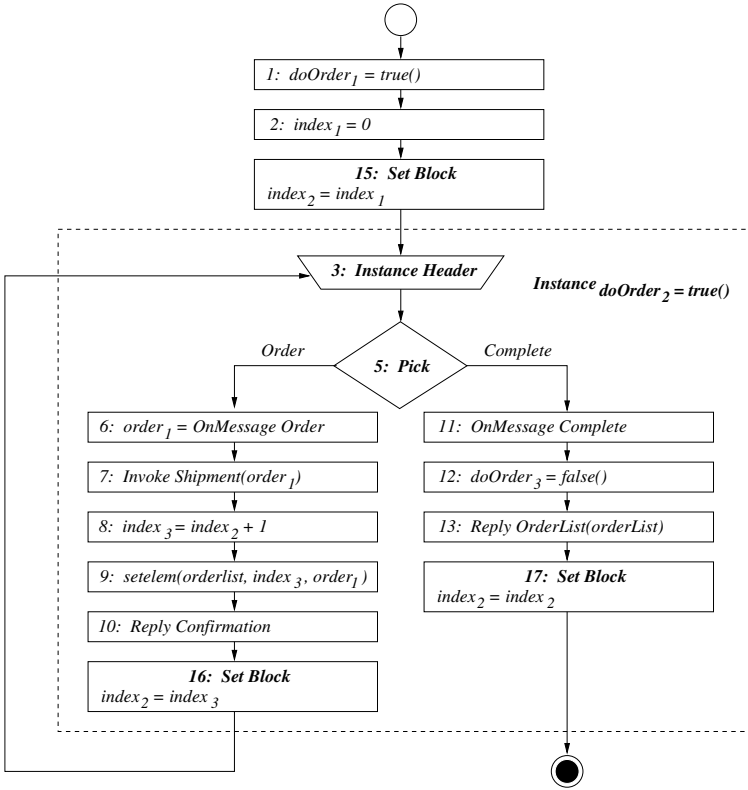 1: doOrder₁ = true()
2: index₁ = 0
15: Set Block
index₂ = index₁
3: Instance Header
Instance doOrder₂ = true()
Order
Complete
5: Pick
6: order₁ = OnMessage Order
7: Invoke Shipment(order₁)
8: index₃ = index₂ + 1
9: setelem(orderlist, index₃, order₁)
10: Reply Confirmation
16: Set Block
index₂ = index₃
11: OnMessage Complete
12: doOrder₃ = false()
13: Reply OrderList(orderList)
17: Set Block
index₂ = index₂